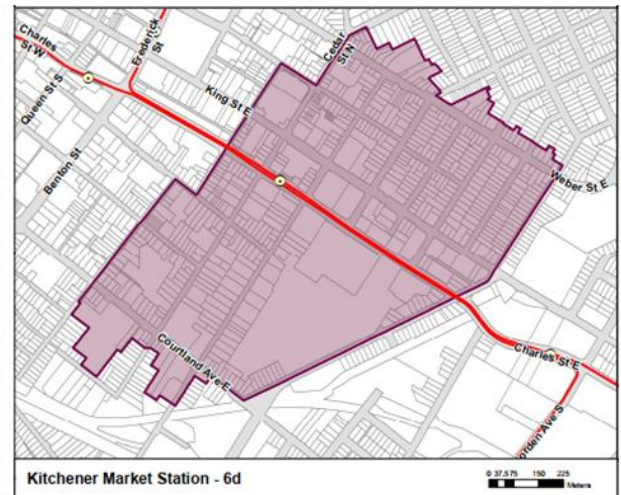 Charles
St W
Frederick
St
Cedar
St N
Queen St S
King St E
Benton St
Weber St E
Courtland Ave E
Charles St E
orden Ave S
Kitchener Market Station - 6d
0 37.575 150 225
Meters